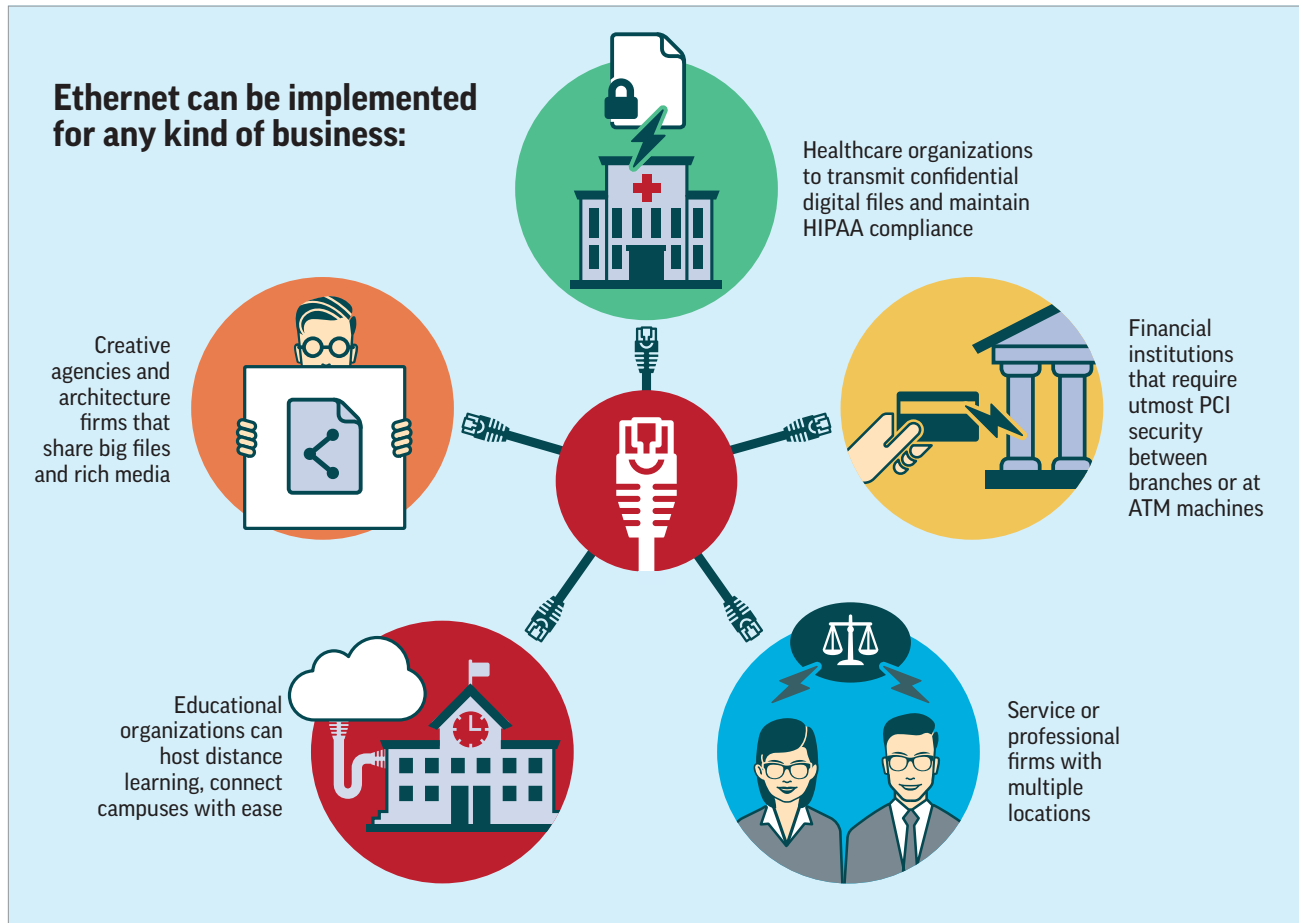 Ethernet can be implemented
for any kind of business:
Healthcare organizations
to transmit confidential
digital files and maintain
HIPAA compliance
Financial
institutions
that require
utmost PCI
security
between
branches or at
ATM machines
Service or
professional
firms with
multiple
locations
Educational
organizations can
host distance
learning, connect
campuses with ease
Creative
agencies and
architecture
firms that
share big files
and rich media